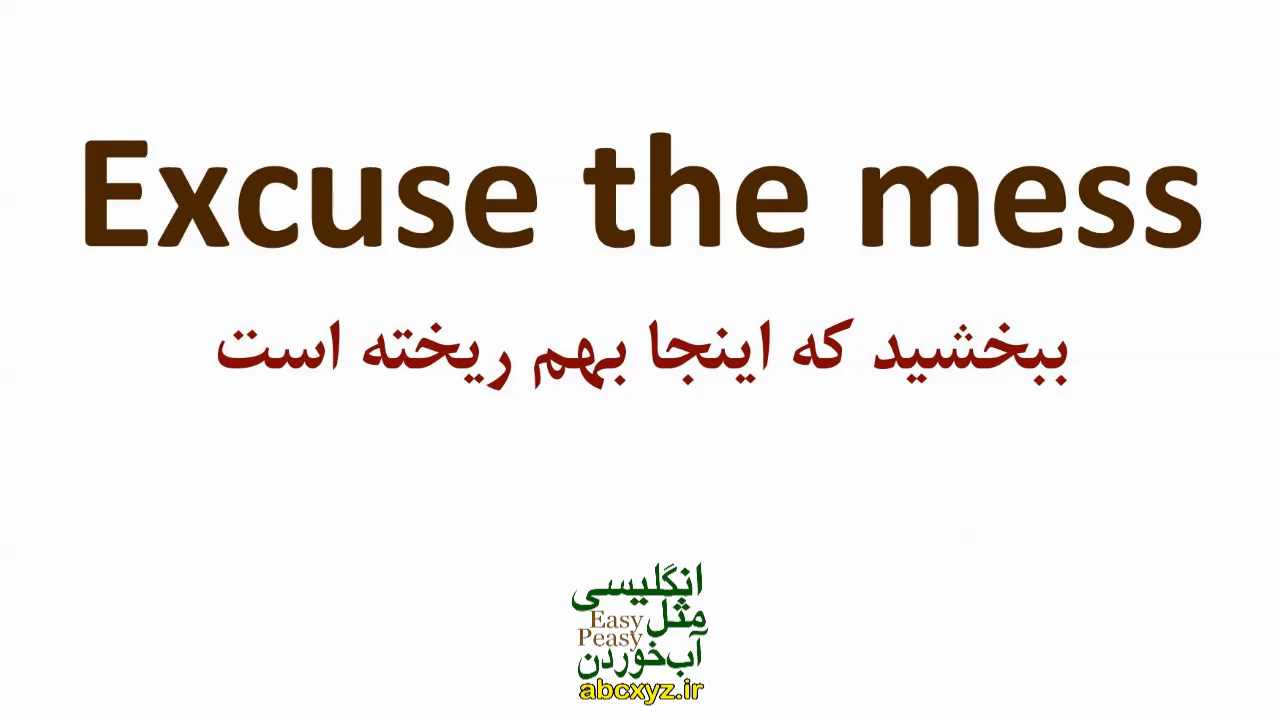 Excuse the mess
ببخشید که اینجا بهم ریخته است
انگلیسی
مثل Easy
Peasy
آب خوردن
abcxyz.ir